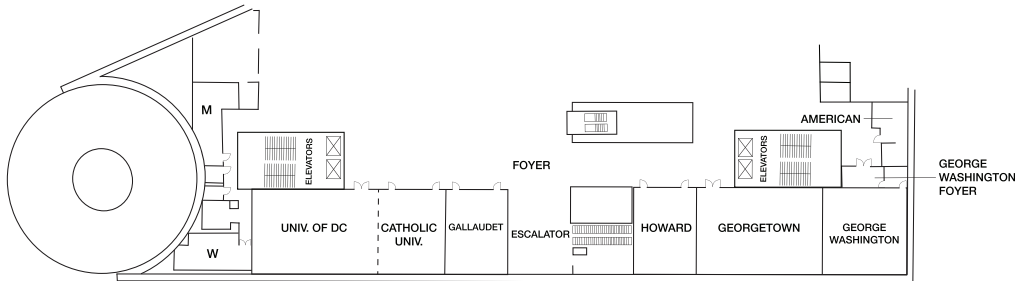 M
AMERICAN
ELEVATORS
ELEVATORS
FOYER
GEORGE
WASHINGTON
FOYER
UNIV. OF DC
CATHOLIC
UNIV.
GALLAUDET
ESCALATOR
HOWARD
GEORGETOWN
GEORGE
WASHINGTON
W